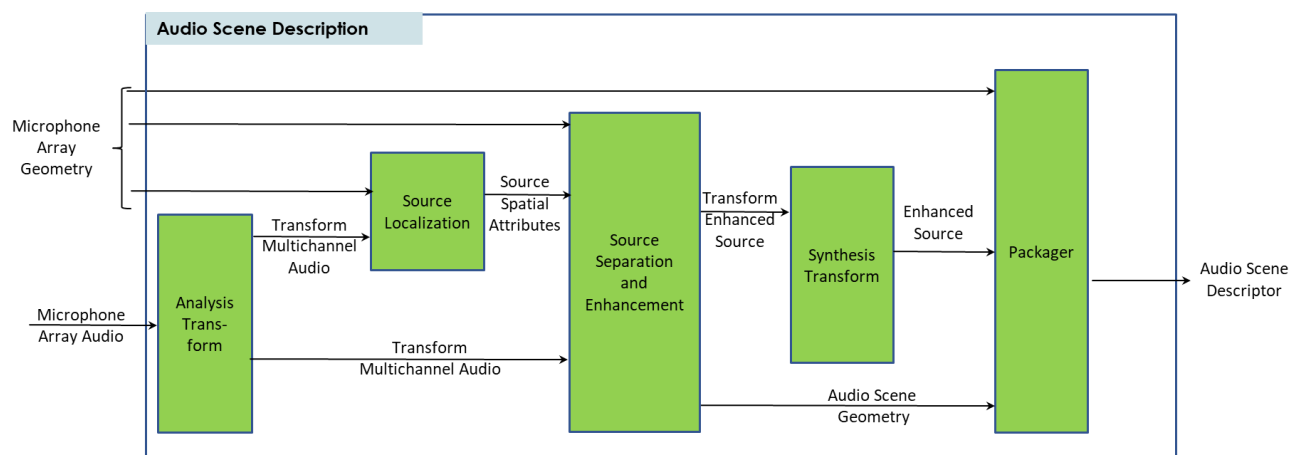 Audio Scene Description
Microphone
Array
Geometry
Source
Localization
Source
Spatial
Attributes
Transform
Multichannel
Audio
Transform
Enhanced
Source
Enhanced
Source
Source
Separation
and
Enhancement
Synthesis
Transform
Packager
Audio Scene
Descriptor
Microphone
Array Audio
Analysis
Trans-
form
Transform
Multichannel Audio
Audio Scene
Geometry